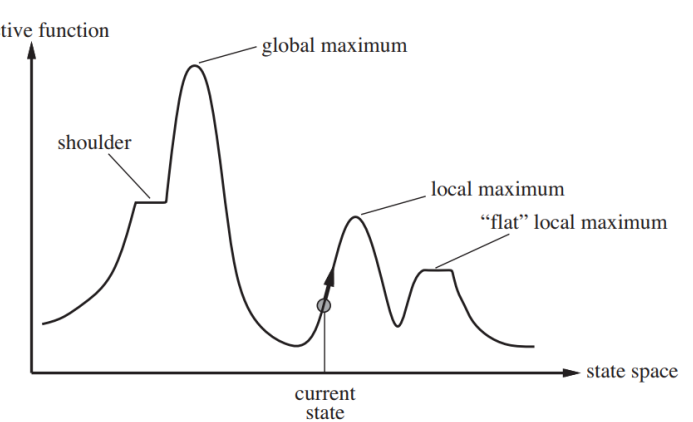 tive function
global maximum
shoulder
local maximum
“flat” local maximum
state space
current
state